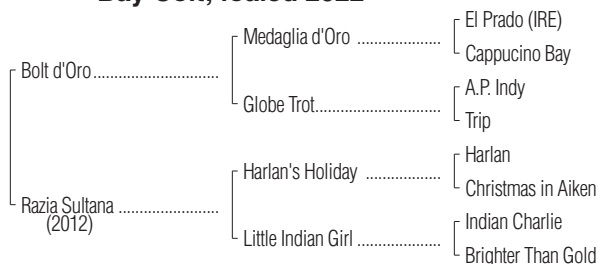 Bay Colt, foaled 2022
El Prado (IRE)
Medaglia d'Oro ....................
Cappucino Bay
Bolt d'Oro..............................
A.P. Indy
Globe Trot..............................
Trip
Harlan
Harlan's Holiday ..................
Christmas in Aiken
Razia Sultana ........................
(2012)
Indian Charlie
Little Indian Girl ....................
Brighter Than Gold